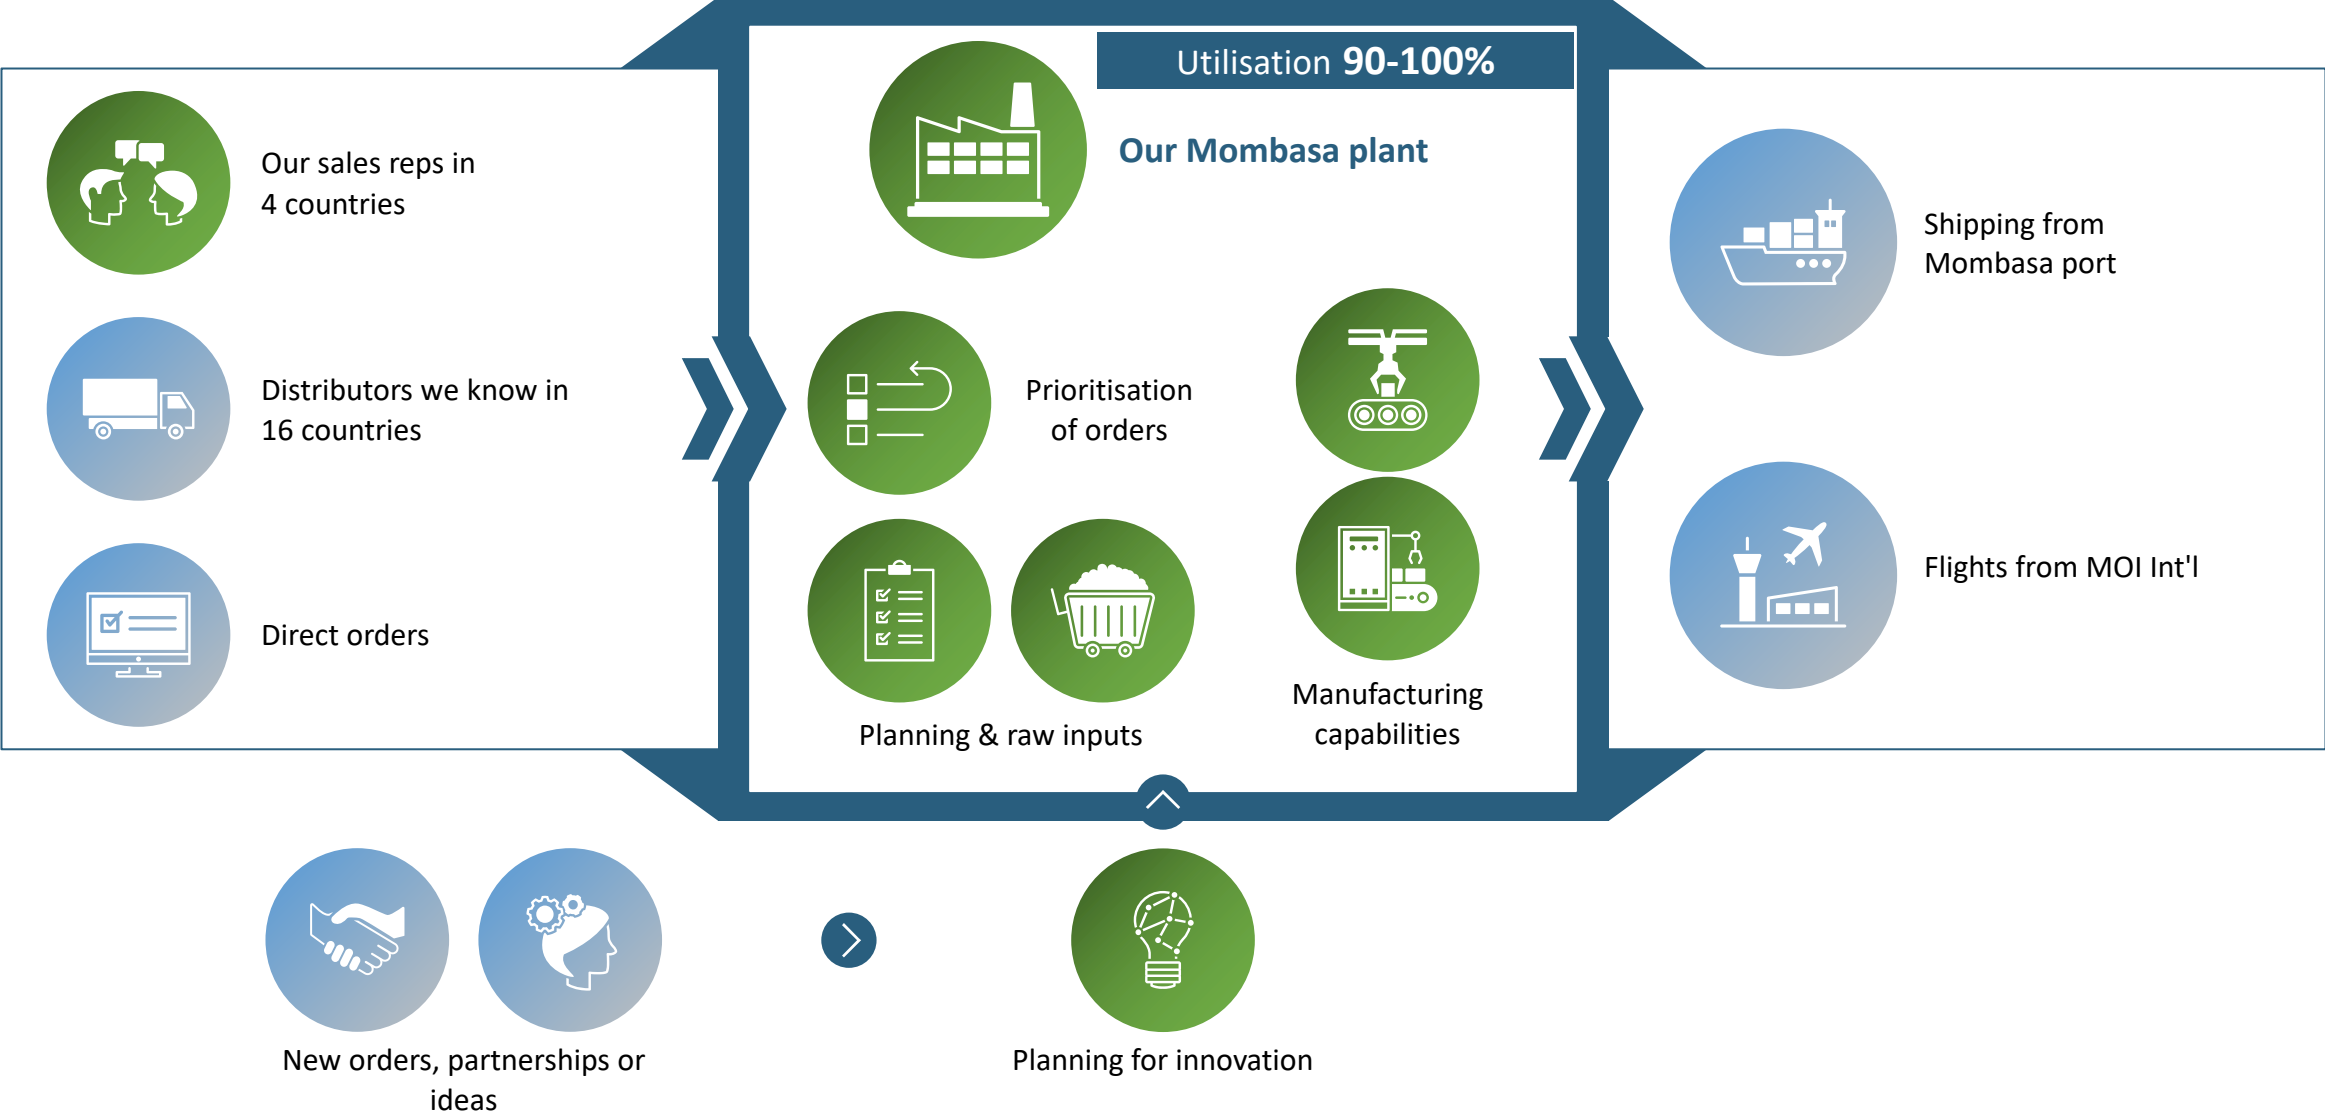 Utilisation 90-100%
Our Mombasa plant
Our sales reps in
4 countries
Distributors we know in
16 countries
Direct orders
Prioritisation
of orders
Planning & raw inputs
Manufacturing
capabilities
Shipping from
Mombasa port
Flights from MOI Int'l
New orders, partnerships or
ideas
Planning for innovation